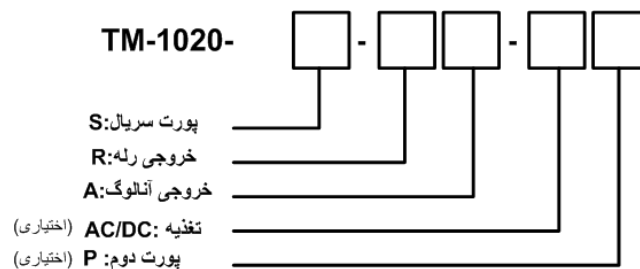 TM-1020- - -
پورت سریال:S
خروجی رله:R
خروجی آنالوگ:A
تغذیه :AC/DC (اختیاری)
پورت دوم: P (اختیاری)